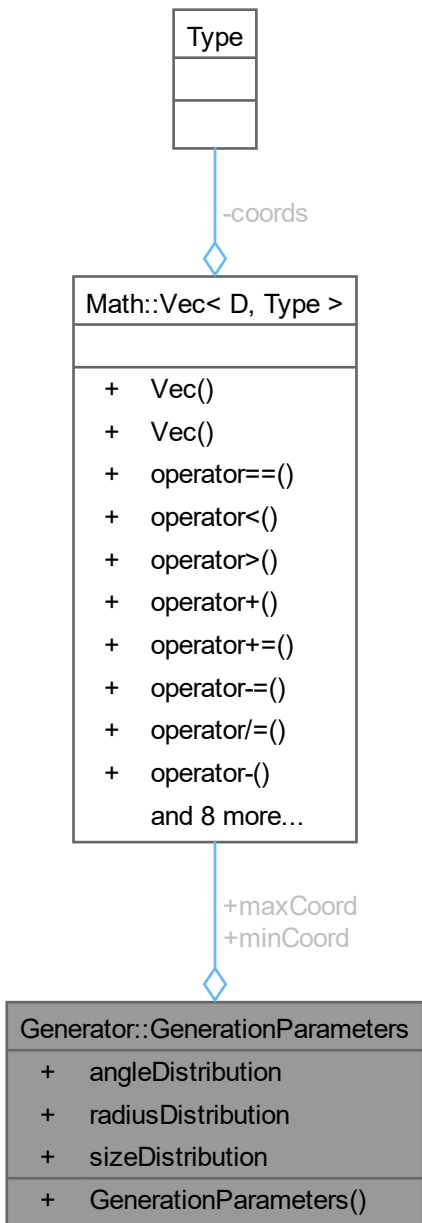 Type
-coords
Math::Vec< D, Type >
+ Vec()
+ Vec()
+ operator==()
+ operator<()
+ operator>()
+ operator+()
+ operator+=()
+ operator-=()
+ operator/=()
+ operator-()
and 8 more...
+maxCoord
+minCoord
Generator::GenerationParameters
+ angleDistribution
+ radiusDistribution
+ sizeDistribution
+ GenerationParameters()